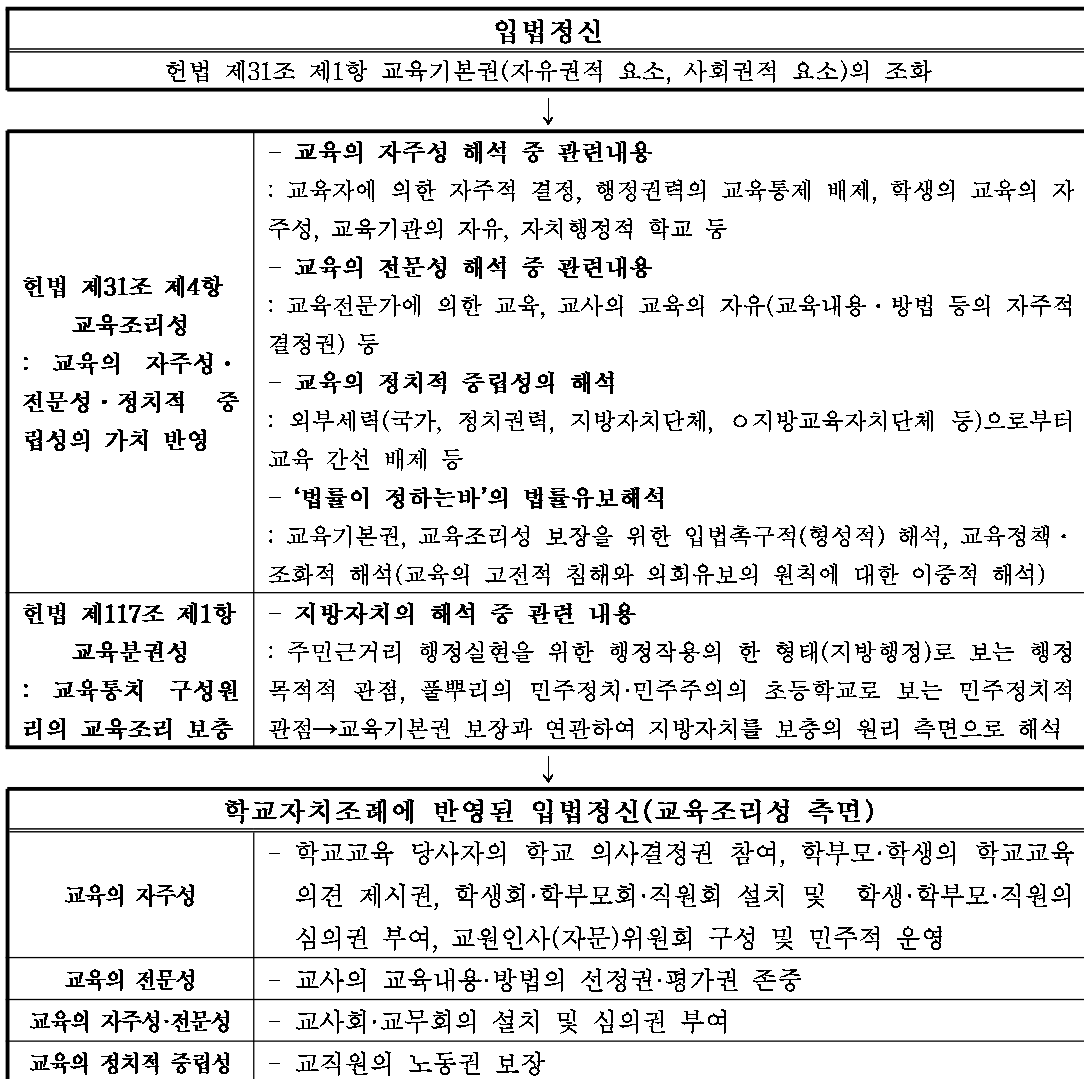 입법정신
헌법 제31조 제1항 교육기본권(자유권적 요소, 사회권적 요소)의 조화
↓
헌법 제31조 제4항
교육조리성
: 교육의 자주성·
전문성·정치적 중
립성의 가치 반영
- 교육의 자주성 해석 중 관련내용
: 교육자에 의한 자주적 결정, 행정권력의 교육통제 배제, 학생의 교육의 자
주성, 교육기관의 자유, 자치행정적 학교 등
- 교육의 전문성 해석 중 관련내용
: 교육전문가에 의한 교육, 교사의 교육의 자유(교육내용·방법 등의 자주적
결정권) 등
- 교육의 정치적 중립성의 해석
: 외부세력(국가, 정치권력, 지방자치단체, ㅇ지방교육자치단체 등)으로부터
교육 간선 배제 등
- ‘법률이 정하는바’의 법률유보해석
: 교육기본권, 교육조리성 보장을 위한 입법촉구적(형성적) 해석, 교육정책·
조화적 해석(교육의 고전적 침해와 의회유보의 원칙에 대한 이중적 해석)
헌법 제117조 제1항
교육분권성
: 교육통치 구성원
리의 교육조리 보충
- 지방자치의 해석 중 관련 내용
: 주민근거리 행정실현을 위한 행정작용의 한 형태(지방행정)로 보는 행정
목적적 관점, 풀뿌리의 민주정치·민주주의의 초등학교로 보는 민주정치적
관점→교육기본권 보장과 연관하여 지방자치를 보충의 원리 측면으로 해석
↓
학교자치조례에 반영된 입법정신(교육조리성 측면)
교육의 자주성
- 학교교육 당사자의 학교 의사결정권 참여, 학부모·학생의 학교교육
의견 제시권, 학생회·학부모회·직원회 설치 및 학생·학부모·직원의
심의권 부여, 교원인사(자문)위원회 구성 및 민주적 운영
교육의 전문성
- 교사의 교육내용·방법의 선정권·평가권 존중
교육의 자주성·전문성
- 교사회·교무회의 설치 및 심의권 부여
교육의 정치적 중립성
- 교직원의 노동권 보장